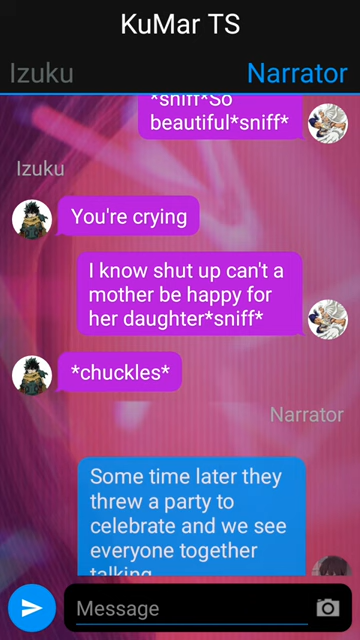 KuMar TS
Izuku
Narrator
*sniff*So
beautiful*sniff*
Izuku
You're crying
I know shut up can't a
mother be happy for
her daughter*sniff*
*chuckles*
Narrator
Some time later they
threw a party to
celebrate and we see
everyone together
talking
Message